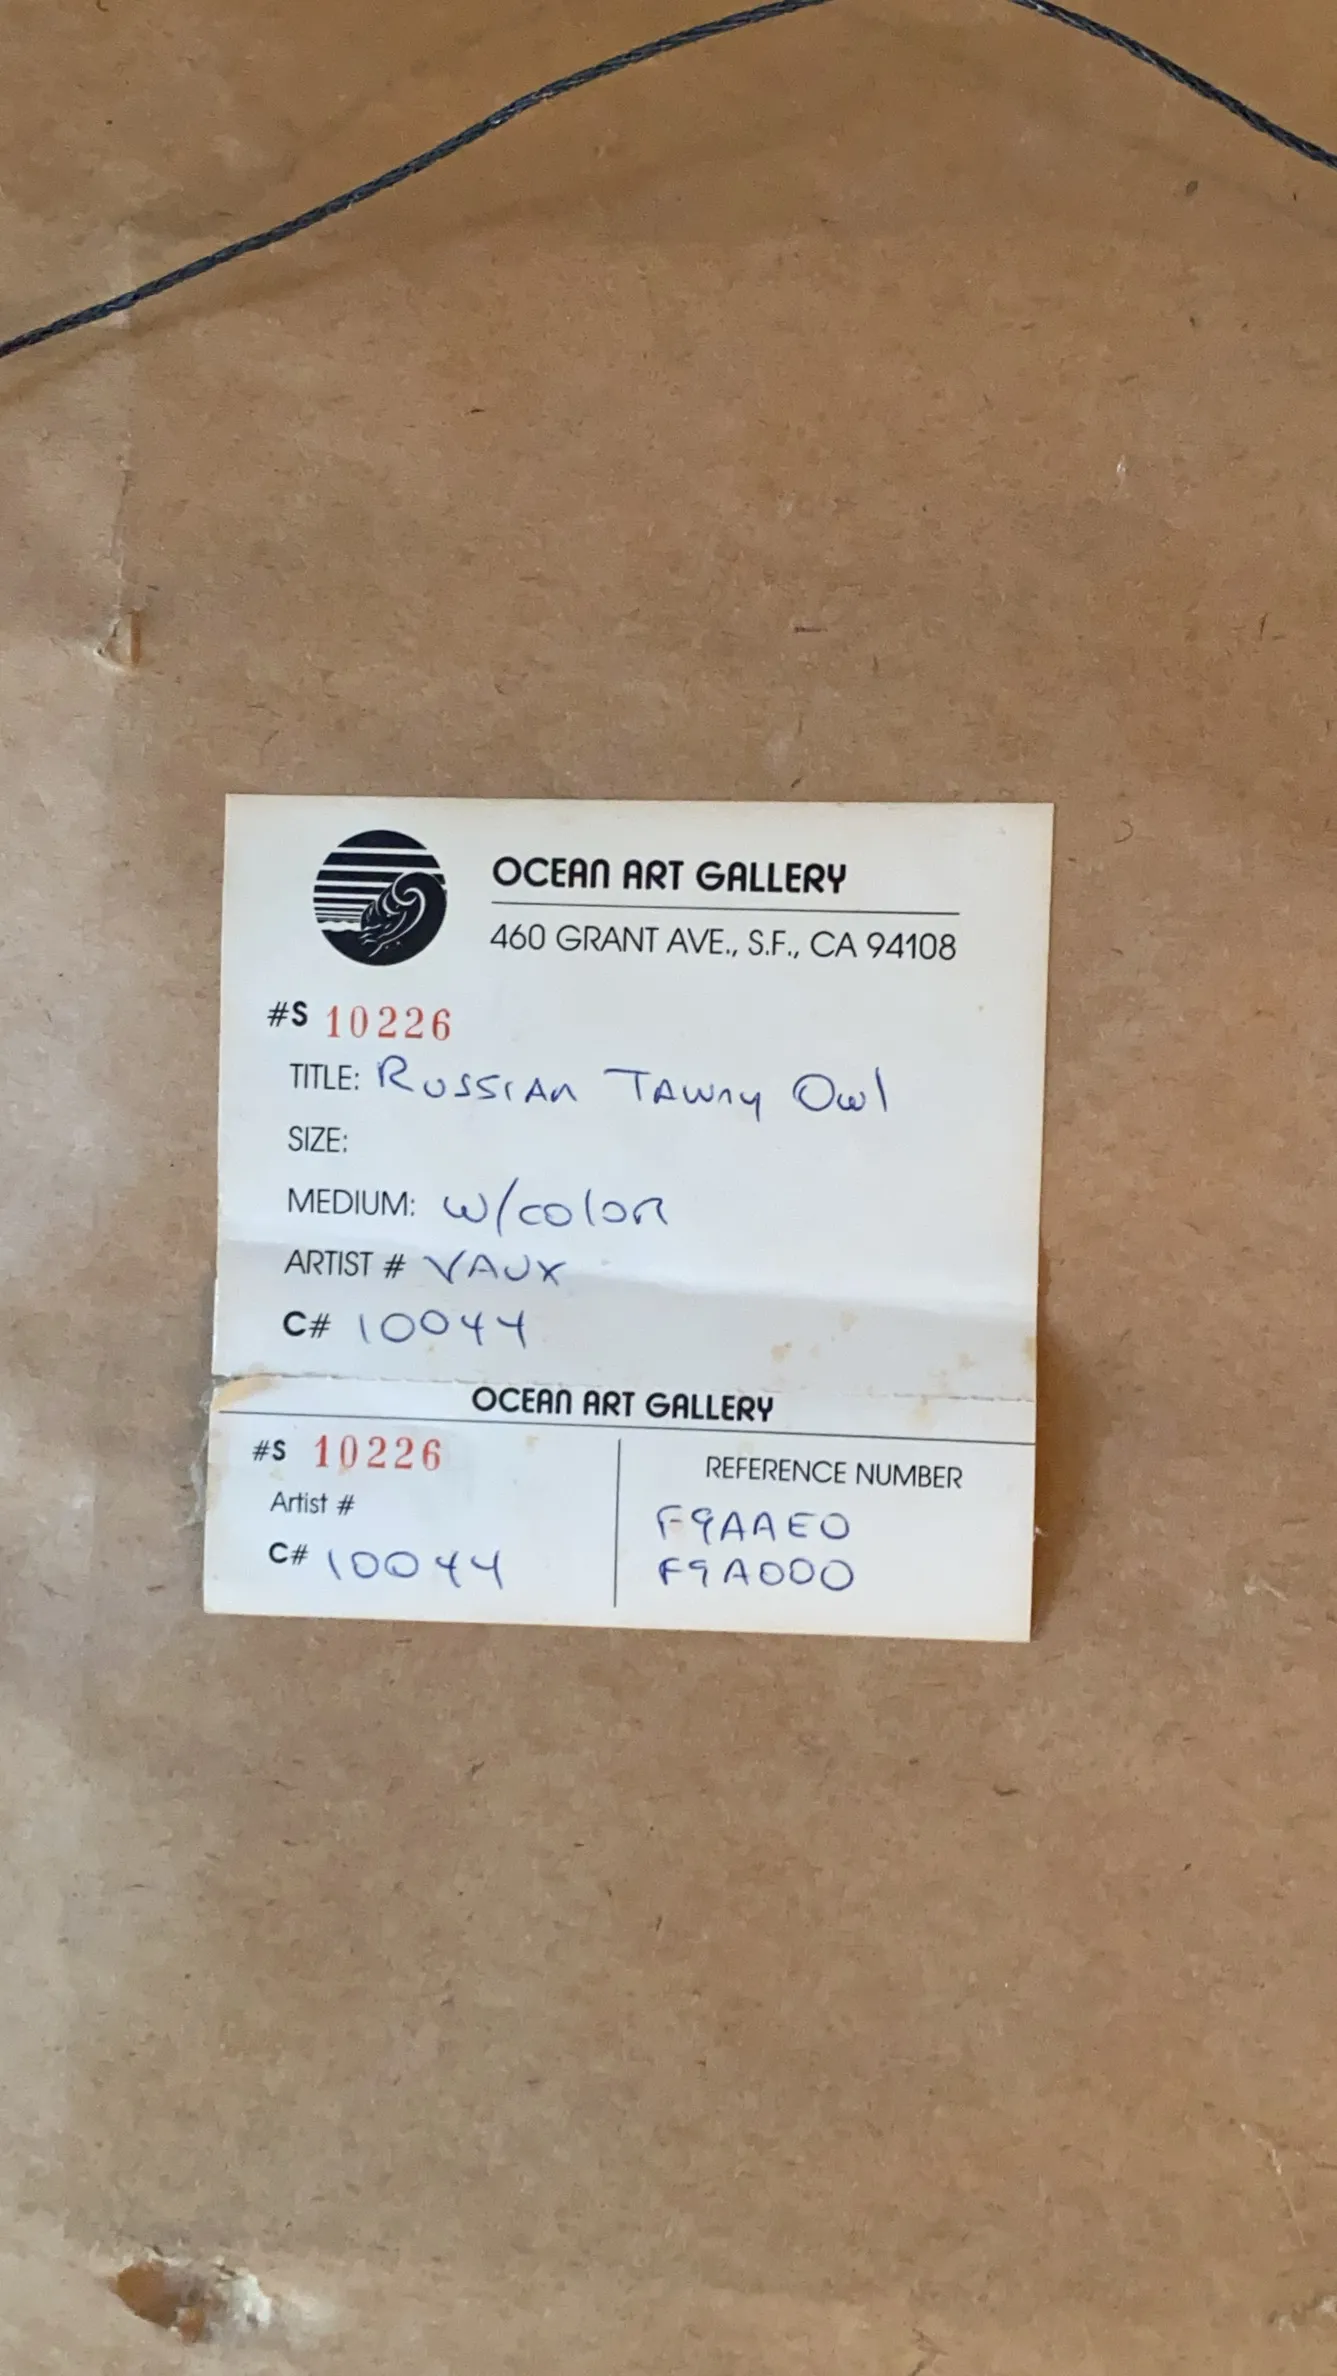 OCEAN ART GALLERY
460 GRANT AVE., S.F., CA 94108
#S 10226
TITLE: Russian Tawny Owl
SIZE:
MEDIUM: w/color
ARTIST # VAUX
C# 10044
OCEAN ART GALLERY
#S 10226
Artist #
C# 10044
REFERENCE NUMBER
F9AAEO
F9AOOO